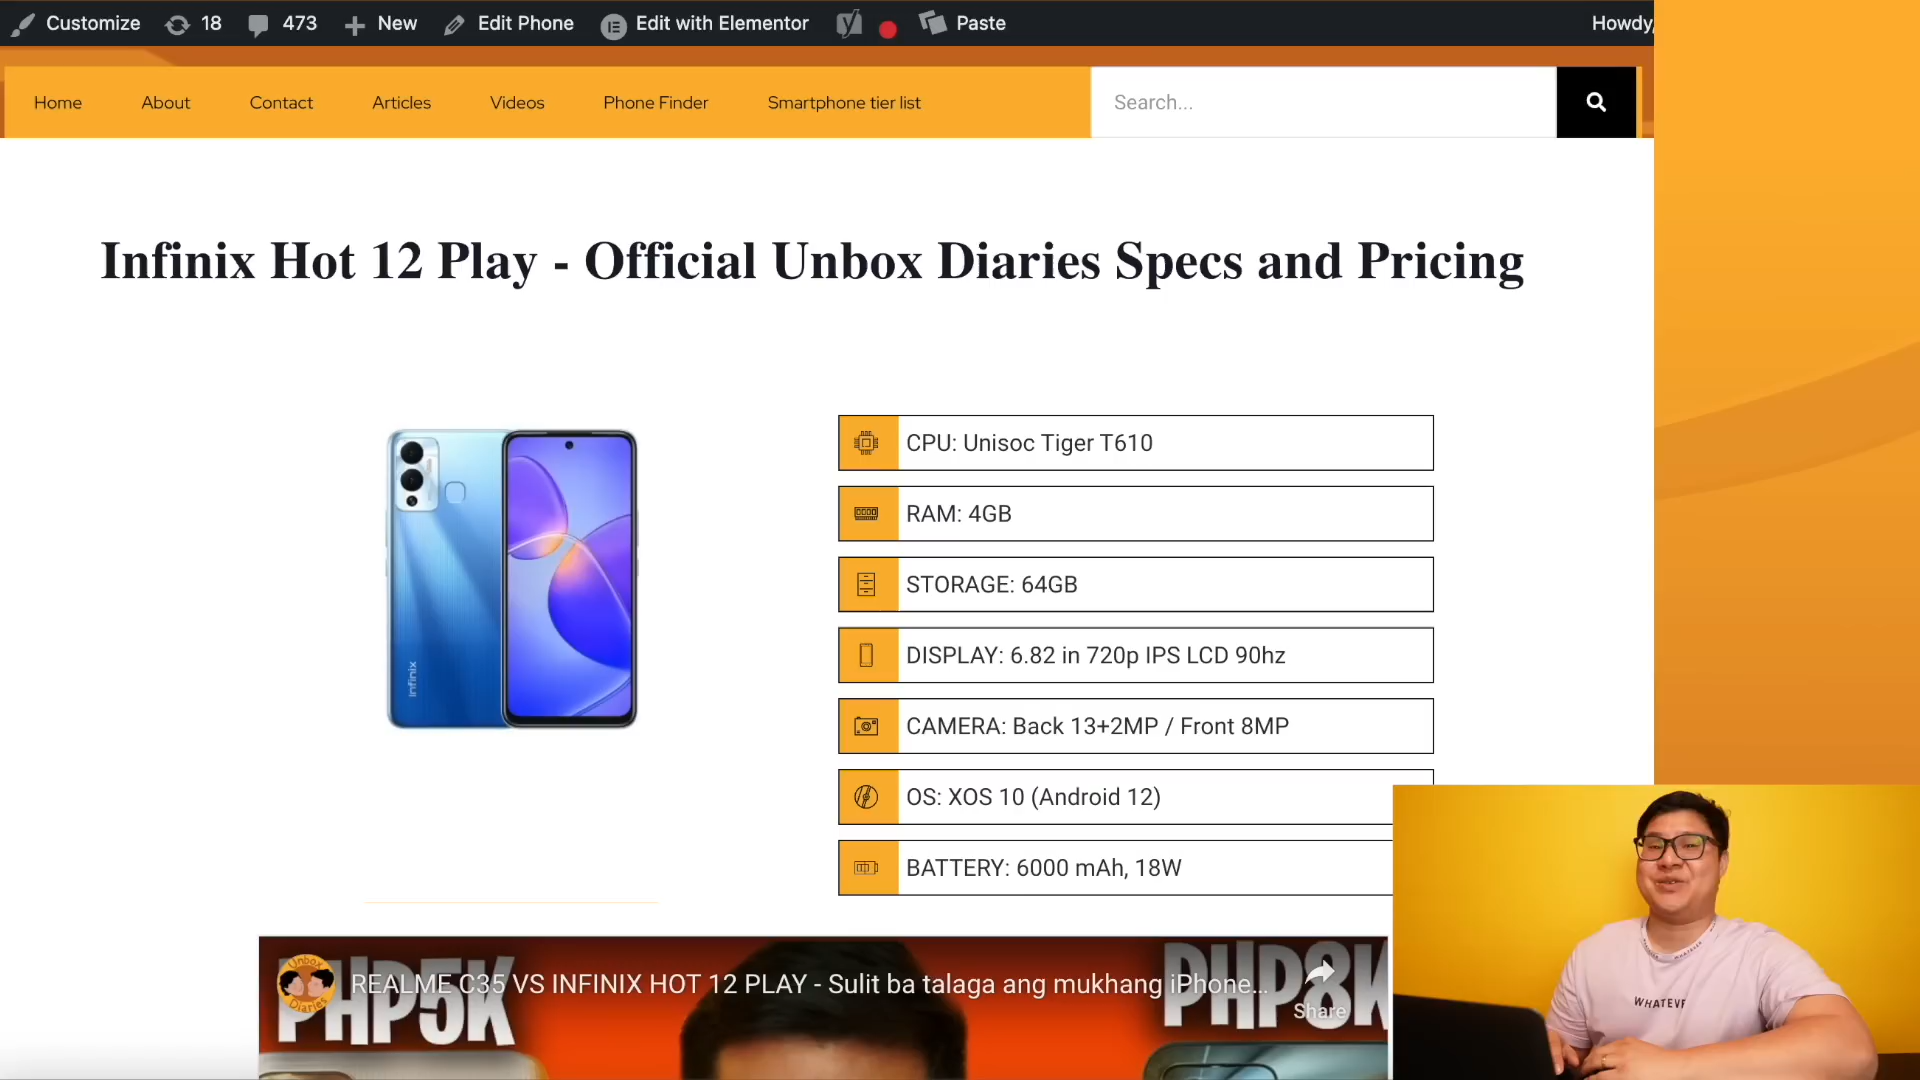 Customize 18 473 New Edit Phone Edit with Elementor Paste Howdy,
Home About Contact Articles Videos Phone Finder Smartphone tier list Search...
Infinix Hot 12 Play - Official Unbox Diaries Specs and Pricing
CPU: Unisoc Tiger T610
RAM: 4GB
STORAGE: 64GB
DISPLAY: 6.82 in 720p IPS LCD 90hz
CAMERA: Back 13+2MP / Front 8MP
OS: XOS 10 (Android 12)
BATTERY: 6000 mAh, 18W
Infinix
REALME C35 VS INFINIX HOT 12 PLAY - Sulit ba talaga ang mukhang iPhone...
Unbox Diaries
PHP5K
PHP8K
Share
WHATEVE